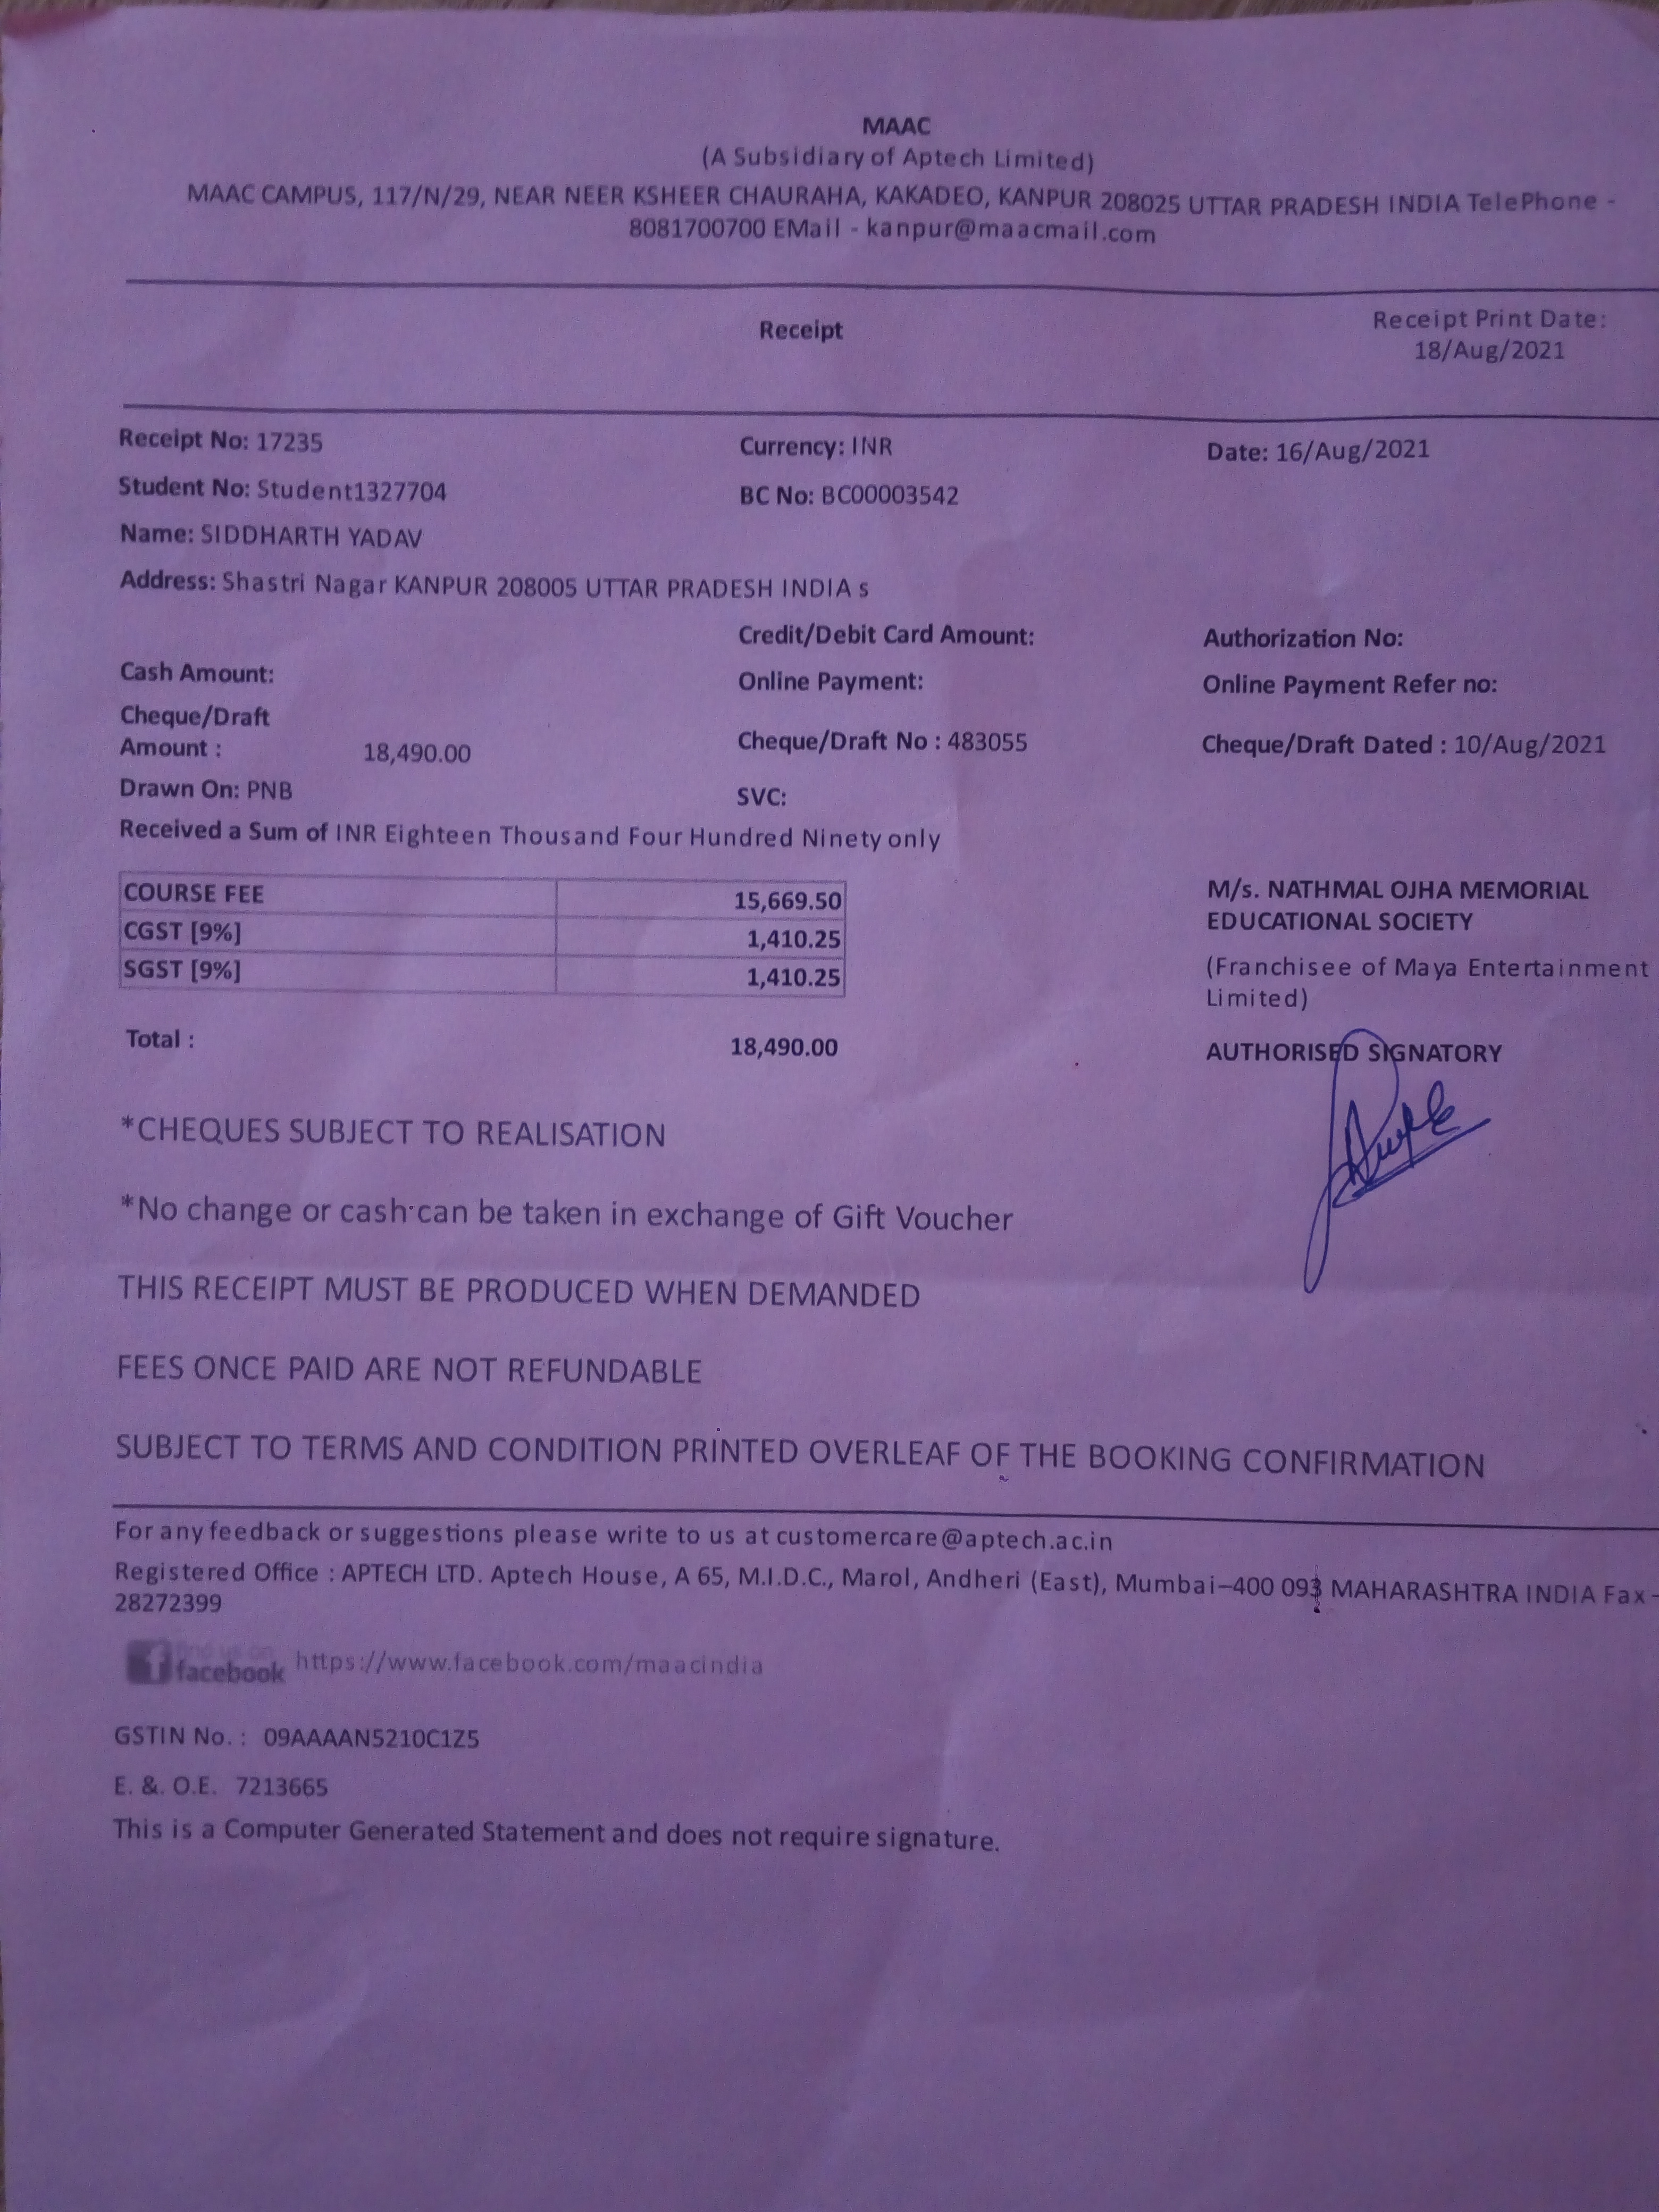 MAAC
(A Subsidiary of Aptech Limited)
MAAC CAMPUS, 117/N/29, NEAR NEER KSHEER CHAURAHA, KAKADEO, KANPUR 208025 UTTAR PRADESH INDIA TelePhone -
8081700700 EMail - kanpur@maacmail.com
Receipt
Receipt Print Date:
18/Aug/2021
Receipt No: 17235 Currency: INR Date: 16/Aug/2021
Student No: Student1327704 BC No: BC00003542
Name: SIDDHARTH YADAV
Address: Shastri Nagar KANPUR 208005 UTTAR PRADESH INDIA s
Credit/Debit Card Amount: Authorization No:
Cash Amount: Online Payment: Online Payment Refer no:
Cheque/Draft
Amount : 18,490.00 Cheque/Draft No : 483055 Cheque/Draft Dated : 10/Aug/2021
Drawn On: PNB SVC:
Received a Sum of INR Eighteen Thousand Four Hundred Ninety only
COURSE FEE 15,669.50
CGST [9%] 1,410.25
SGST [9%] 1,410.25
Total : 18,490.00
M/s. NATHMAL OJHA MEMORIAL
EDUCATIONAL SOCIETY
(Franchisee of Maya Entertainment
Limited)
AUTHORISED SIGNATORY
*CHEQUES SUBJECT TO REALISATION
*No change or cash can be taken in exchange of Gift Voucher
THIS RECEIPT MUST BE PRODUCED WHEN DEMANDED
FEES ONCE PAID ARE NOT REFUNDABLE
SUBJECT TO TERMS AND CONDITION PRINTED OVERLEAF OF THE BOOKING CONFIRMATION
For any feedback or suggestions please write to us at customercare@aptech.ac.in
Registered Office : APTECH LTD. Aptech House, A 65, M.I.D.C., Marol, Andheri (East), Mumbai–400 093 MAHARASHTRA INDIA Fax -
28272399
find us on
facebook https://www.facebook.com/maacindia
GSTIN No. : 09AAAAN5210C1Z5
E. &. O.E. 7213665
This is a Computer Generated Statement and does not require signature.